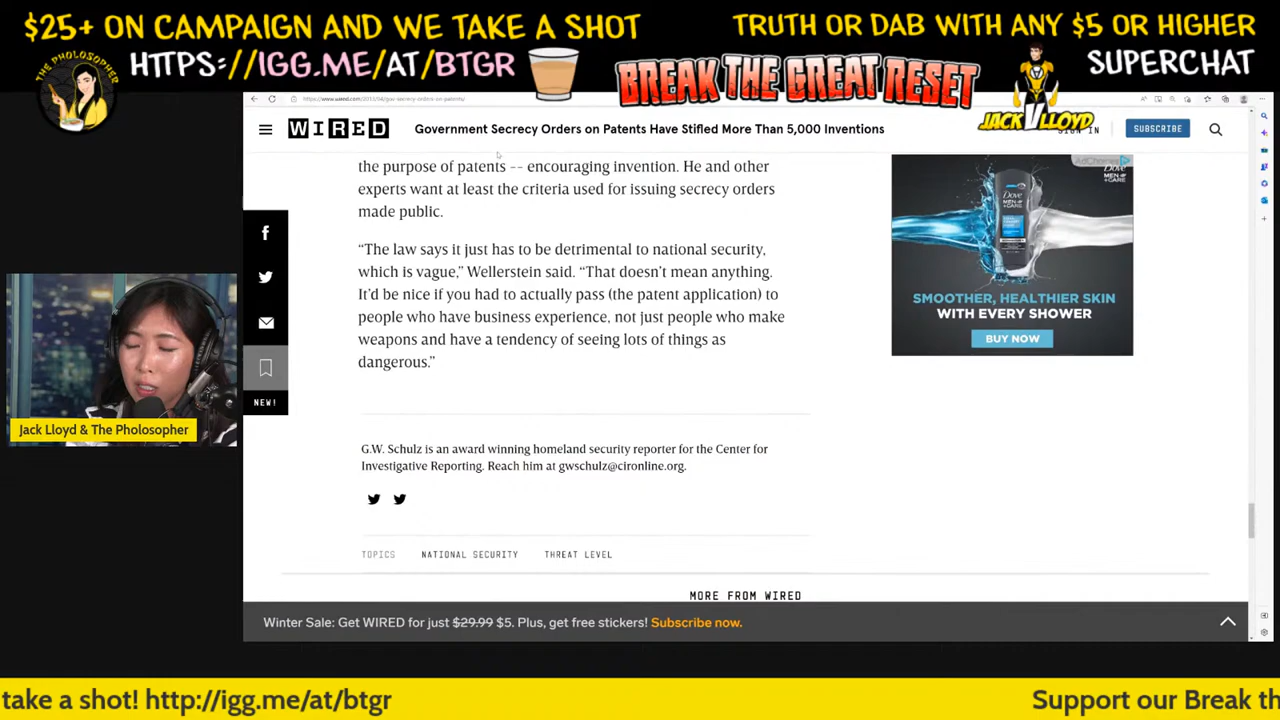 $25+ ON CAMPAIGN AND WE TAKE A SHOT
HTTPS://IGG.ME/AT/BTGR
THE PHOLOSOPHER
BREAK THE GREAT RESET
TRUTH OR DAB WITH ANY $5 OR HIGHER
SUPERCHAT
JACK LLOYD
WIRED
Government Secrecy Orders on Patents Have Stifled More Than 5,000 Inventions
SIGN IN
SUBSCRIBE
the purpose of patents -- encouraging invention. He and other
experts want at least the criteria used for issuing secrecy orders
made public.
“The law says it just has to be detrimental to national security,
which is vague,” Wellerstein said. “That doesn't mean anything.
It'd be nice if you had to actually pass (the patent application) to
people who have business experience, not just people who make
weapons and have a tendency of seeing lots of things as
dangerous.”
G.W. Schulz is an award winning homeland security reporter for the Center for
Investigative Reporting. Reach him at gwschulz@cironline.org.
TOPICS NATIONAL SECURITY THREAT LEVEL
MORE FROM WIRED
NEW!
AdChoices
Dove
MEN
+CARE
SMOOTHER, HEALTHIER SKIN
WITH EVERY SHOWER
BUY NOW
Jack Lloyd & The Pholosopher
Winter Sale: Get WIRED for just $29.99 $5. Plus, get free stickers! Subscribe now.
take a shot! http://igg.me/at/btgr
Support our Break th